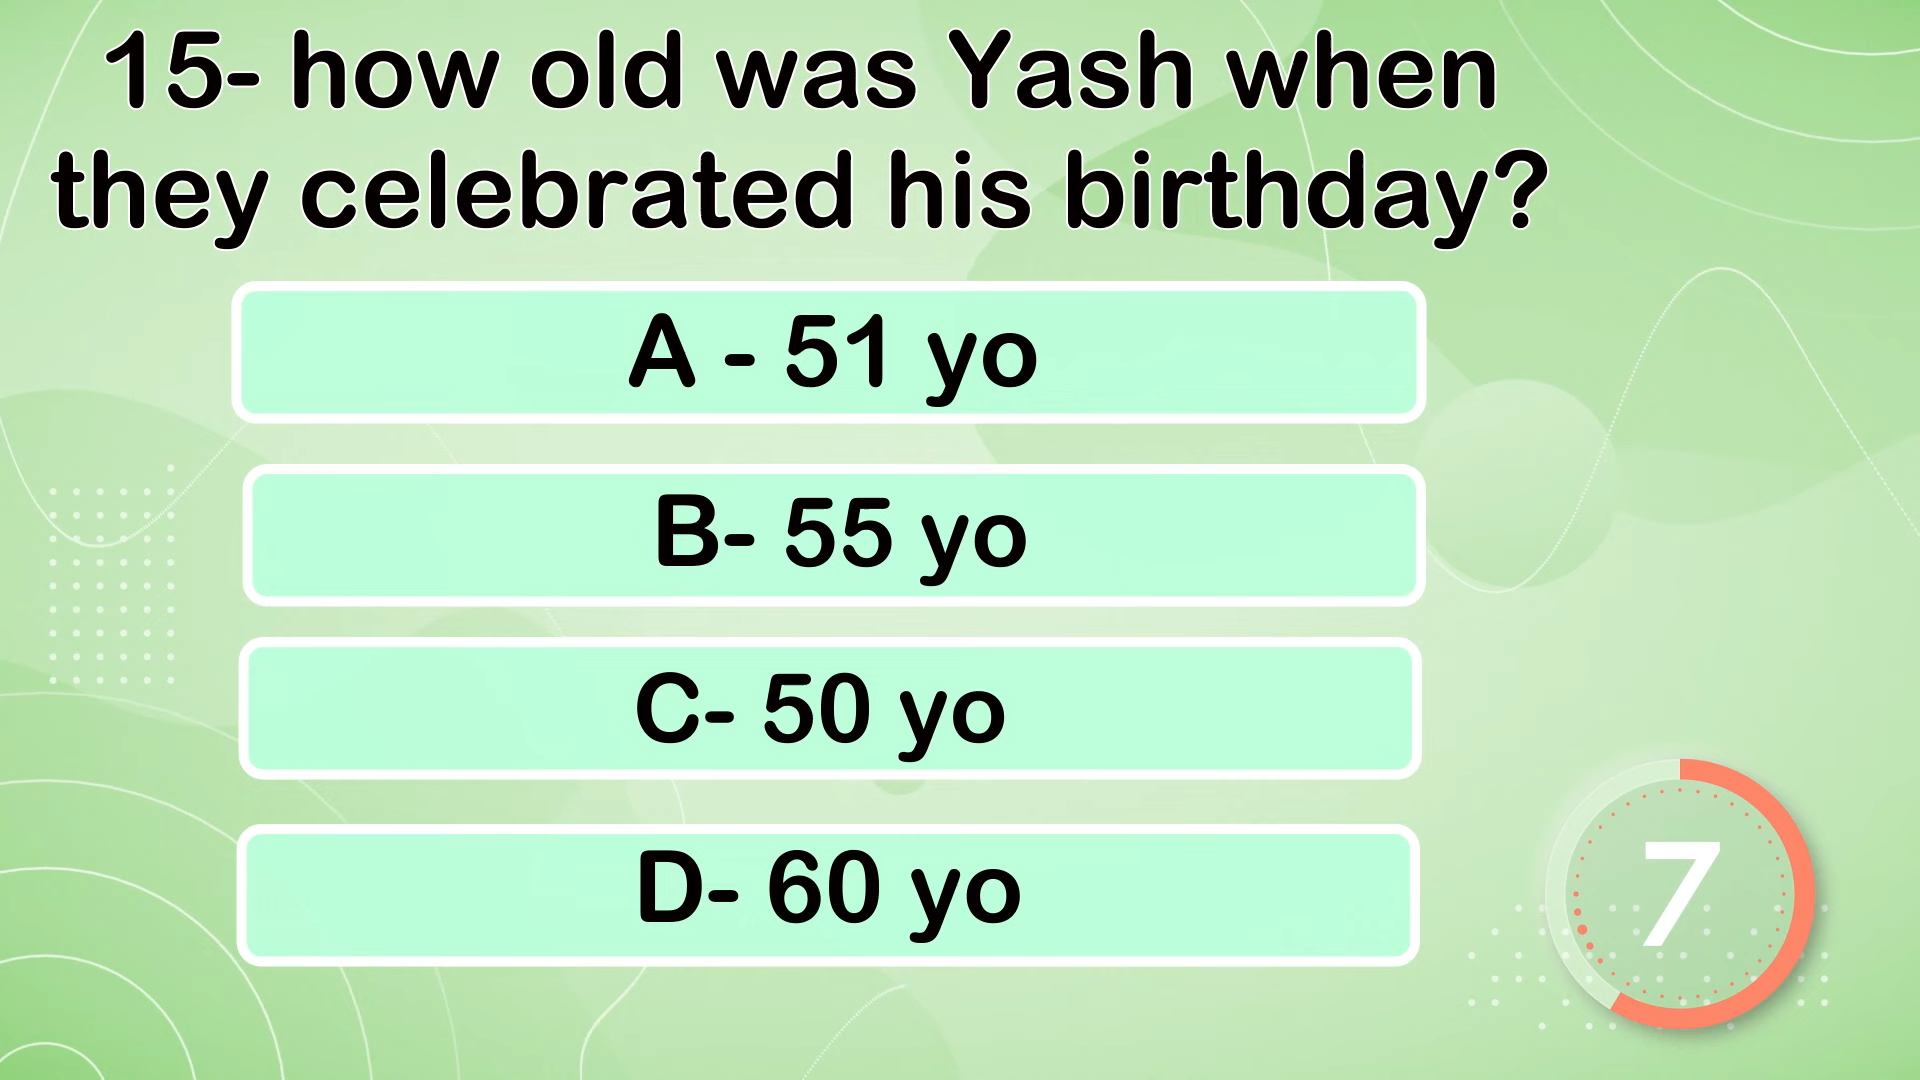 15- how old was Yash when
they celebrated his birthday?
A - 51 yo
B- 55 yo
C- 50 yo
D- 60 yo
7